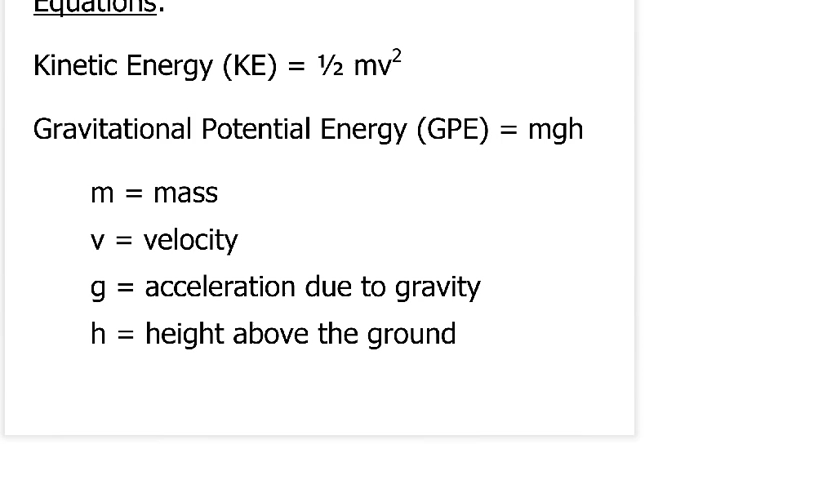 Equations:
Kinetic Energy (KE) = ½ mv²
Gravitational Potential Energy (GPE) = mgh
m = mass
v = velocity
g = acceleration due to gravity
h = height above the ground